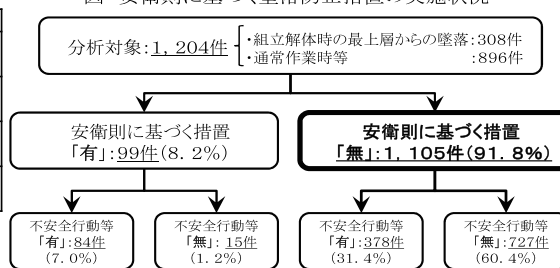 図 安衛則に基づく墜落防止措置の実施状況
分析対象:1,204件
・組立解体時の最上層からの墜落:308件
・通常作業時等 :896件
安衛則に基づく措置
「有」:99件(8.2%)
安衛則に基づく措置
「無」:1,105件(91.8%)
不安全行動等
「有」:84件
(7.0%)
不安全行動等
「無」:15件
(1.2%)
不安全行動等
「有」:378件
(31.4%)
不安全行動等
「無」:727件
(60.4%)